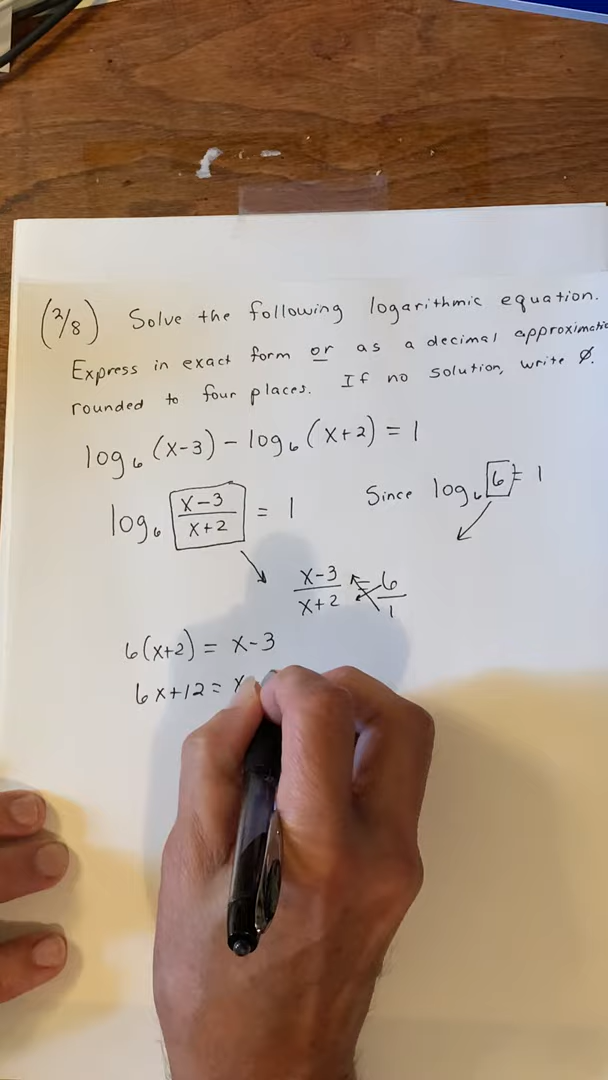 (2/8) Solve the following logarithmic equation.
Express in exact form or as a decimal approximatio
rounded to four places. If no solution, write ∅.
log₆(x-3) - log₆(x+2) = 1
log₆ (x-3)/(x+2) = 1 Since log₆ 6 = 1
(x-3)/(x+2) = 6/1
6(x+2) = x-3
6x+12 = x